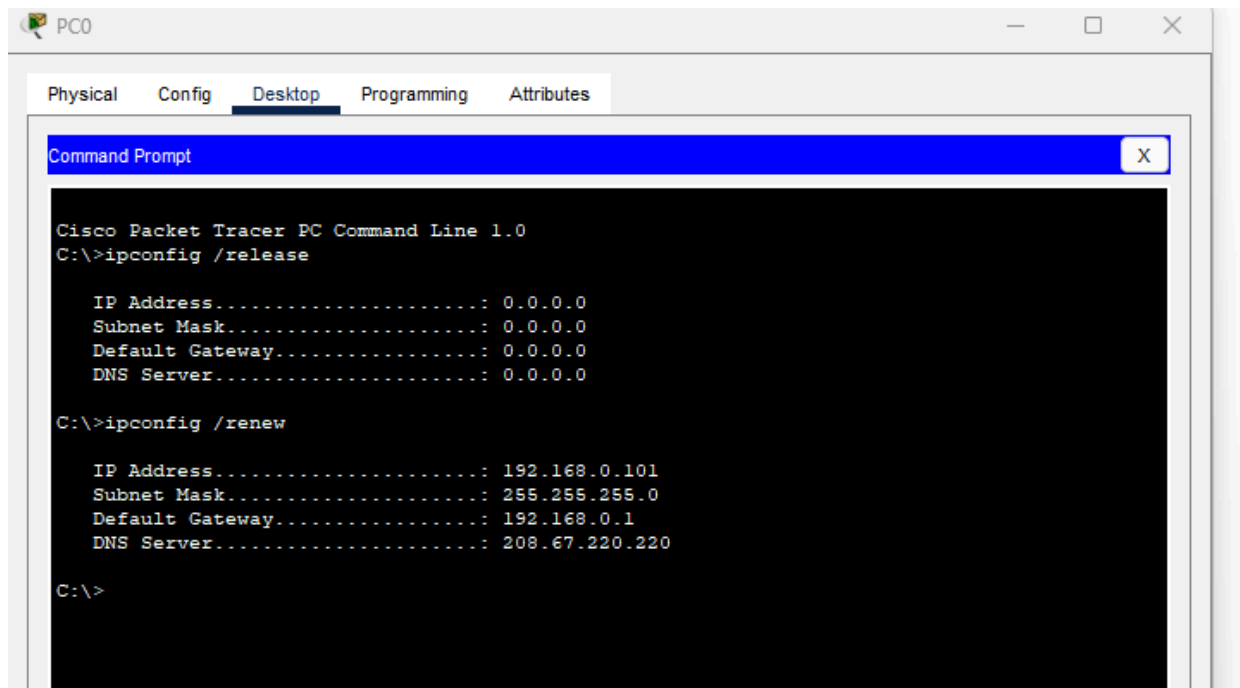 PC0
Physical Config Desktop Programming Attributes
Command Prompt
X
Cisco Packet Tracer PC Command Line 1.0
C:\>ipconfig /release
IP Address......................: 0.0.0.0
Subnet Mask.....................: 0.0.0.0
Default Gateway.................: 0.0.0.0
DNS Server......................: 0.0.0.0
C:\>ipconfig /renew
IP Address......................: 192.168.0.101
Subnet Mask.....................: 255.255.255.0
Default Gateway.................: 192.168.0.1
DNS Server......................: 208.67.220.220
C:\>